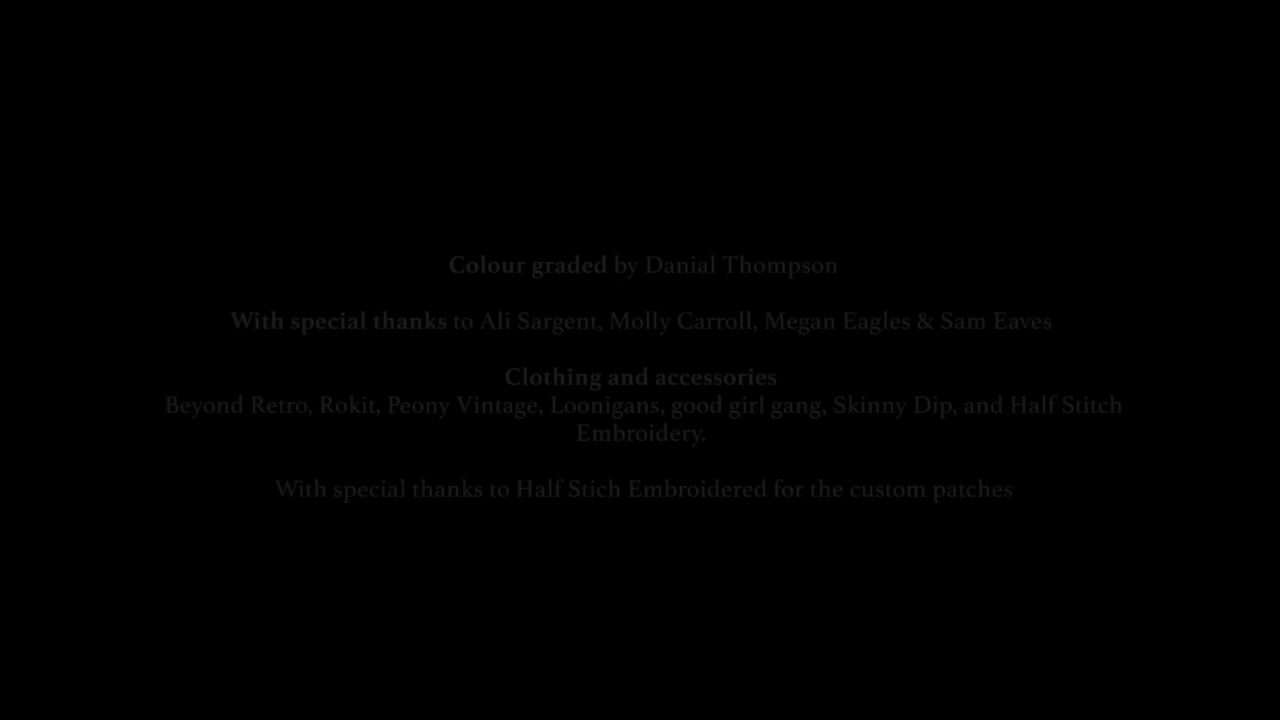 Colour graded by Danial Thompson
With special thanks to Ali Sargent, Molly Carroll, Megan Eagles & Sam Eaves
Clothing and accessories
Beyond Retro, Rokit, Peony Vintage, Loonigans, good girl gang, Skinny Dip, and Half Stitch
Embroidery.
With special thanks to Half Stich Embroidered for the custom patches